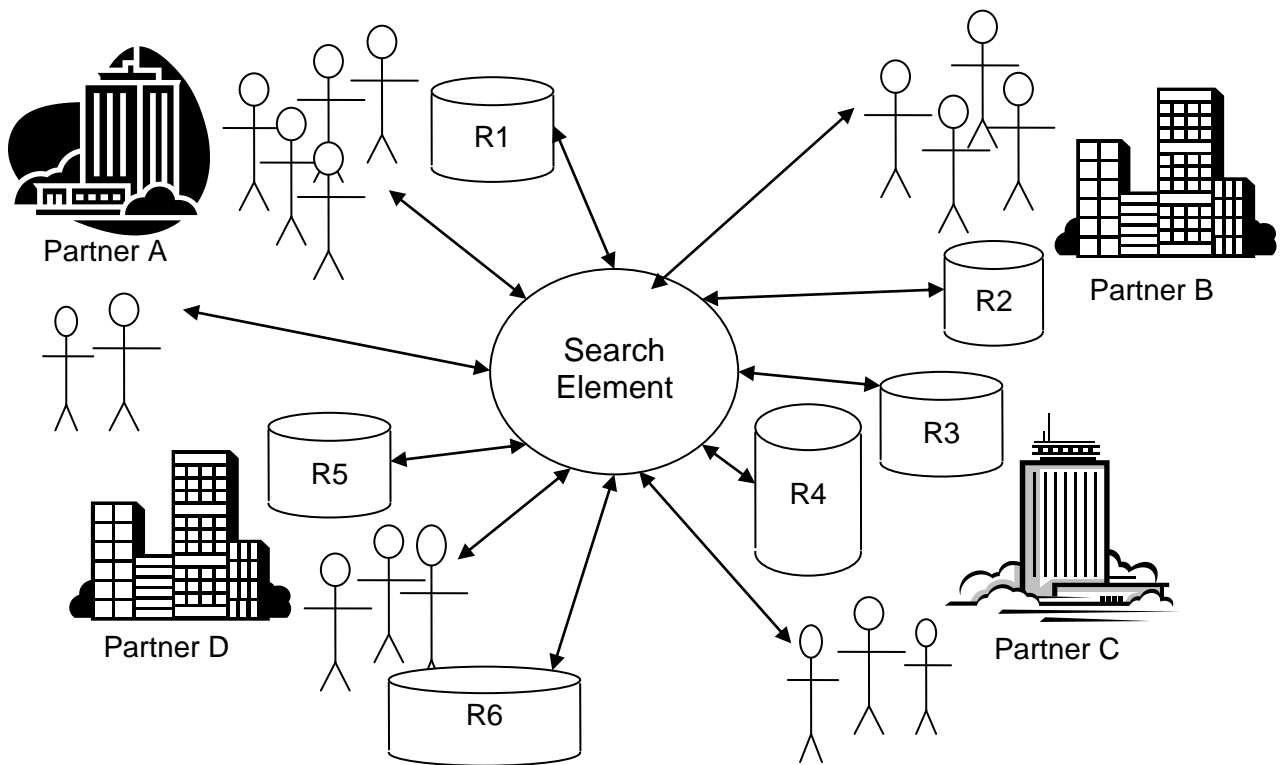 R1
Partner A
Partner B
R2
Search
Element
R3
R4
R5
Partner C
Partner D
R6